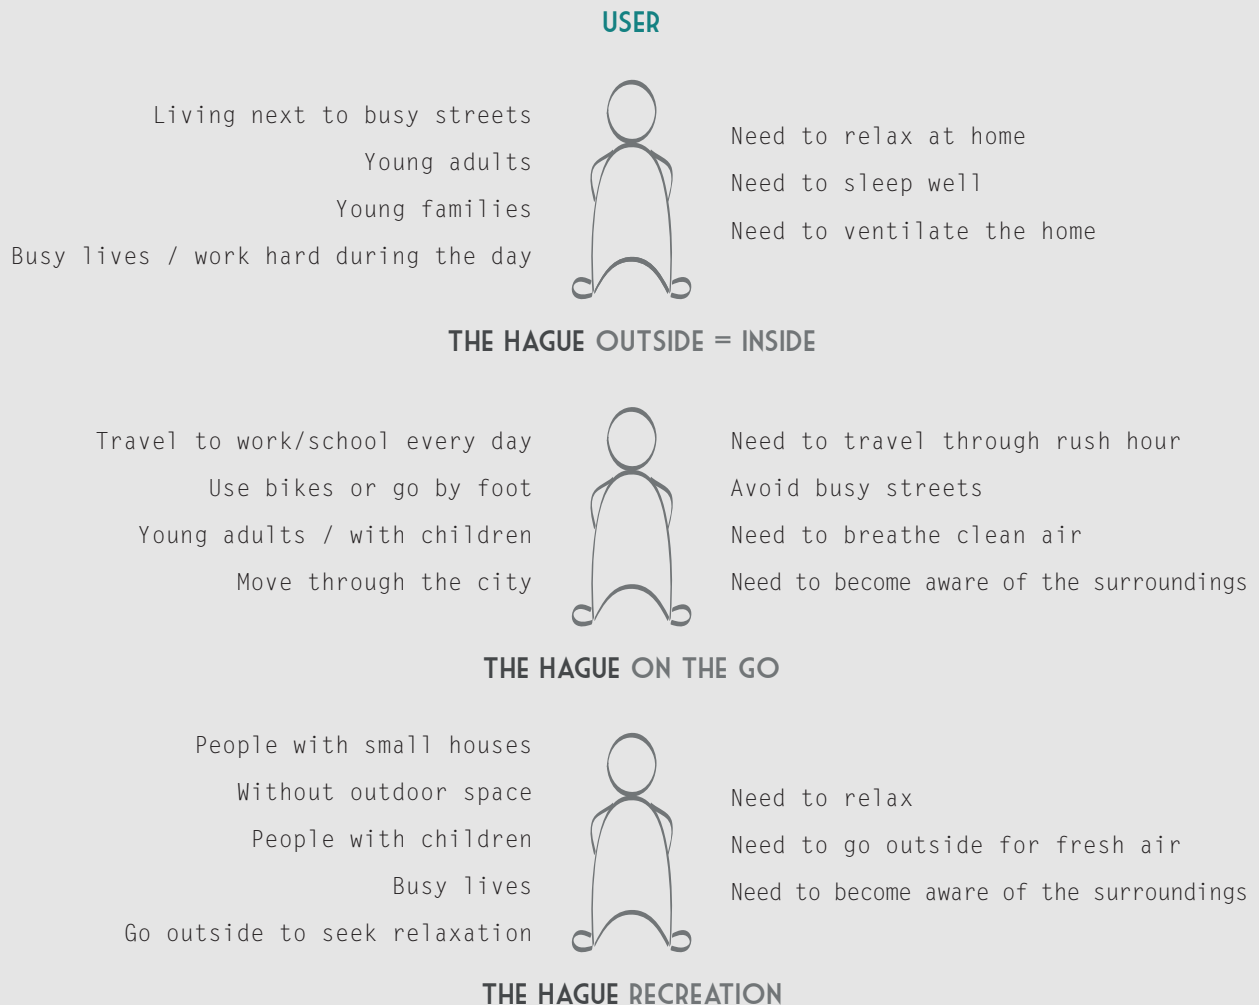 USER
Living next to busy streets
Young adults
Young families
Busy lives / work hard during the day
Need to relax at home
Need to sleep well
Need to ventilate the home
THE HAGUE OUTSIDE = INSIDE
Travel to work/school every day
Use bikes or go by foot
Young adults / with children
Move through the city
Need to travel through rush hour
Avoid busy streets
Need to breathe clean air
Need to become aware of the surroundings
THE HAGUE ON THE GO
People with small houses
Without outdoor space
People with children
Busy lives
Go outside to seek relaxation
Need to relax
Need to go outside for fresh air
Need to become aware of the surroundings
THE HAGUE RECREATION